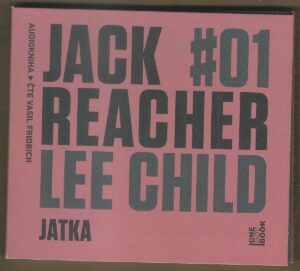 AUDIOKNIHA ▶ ČTE VASIL FRIDRICH
JACK #01
REACHER
LEE CHILD
JATKA
ONE
HOT
BOOK